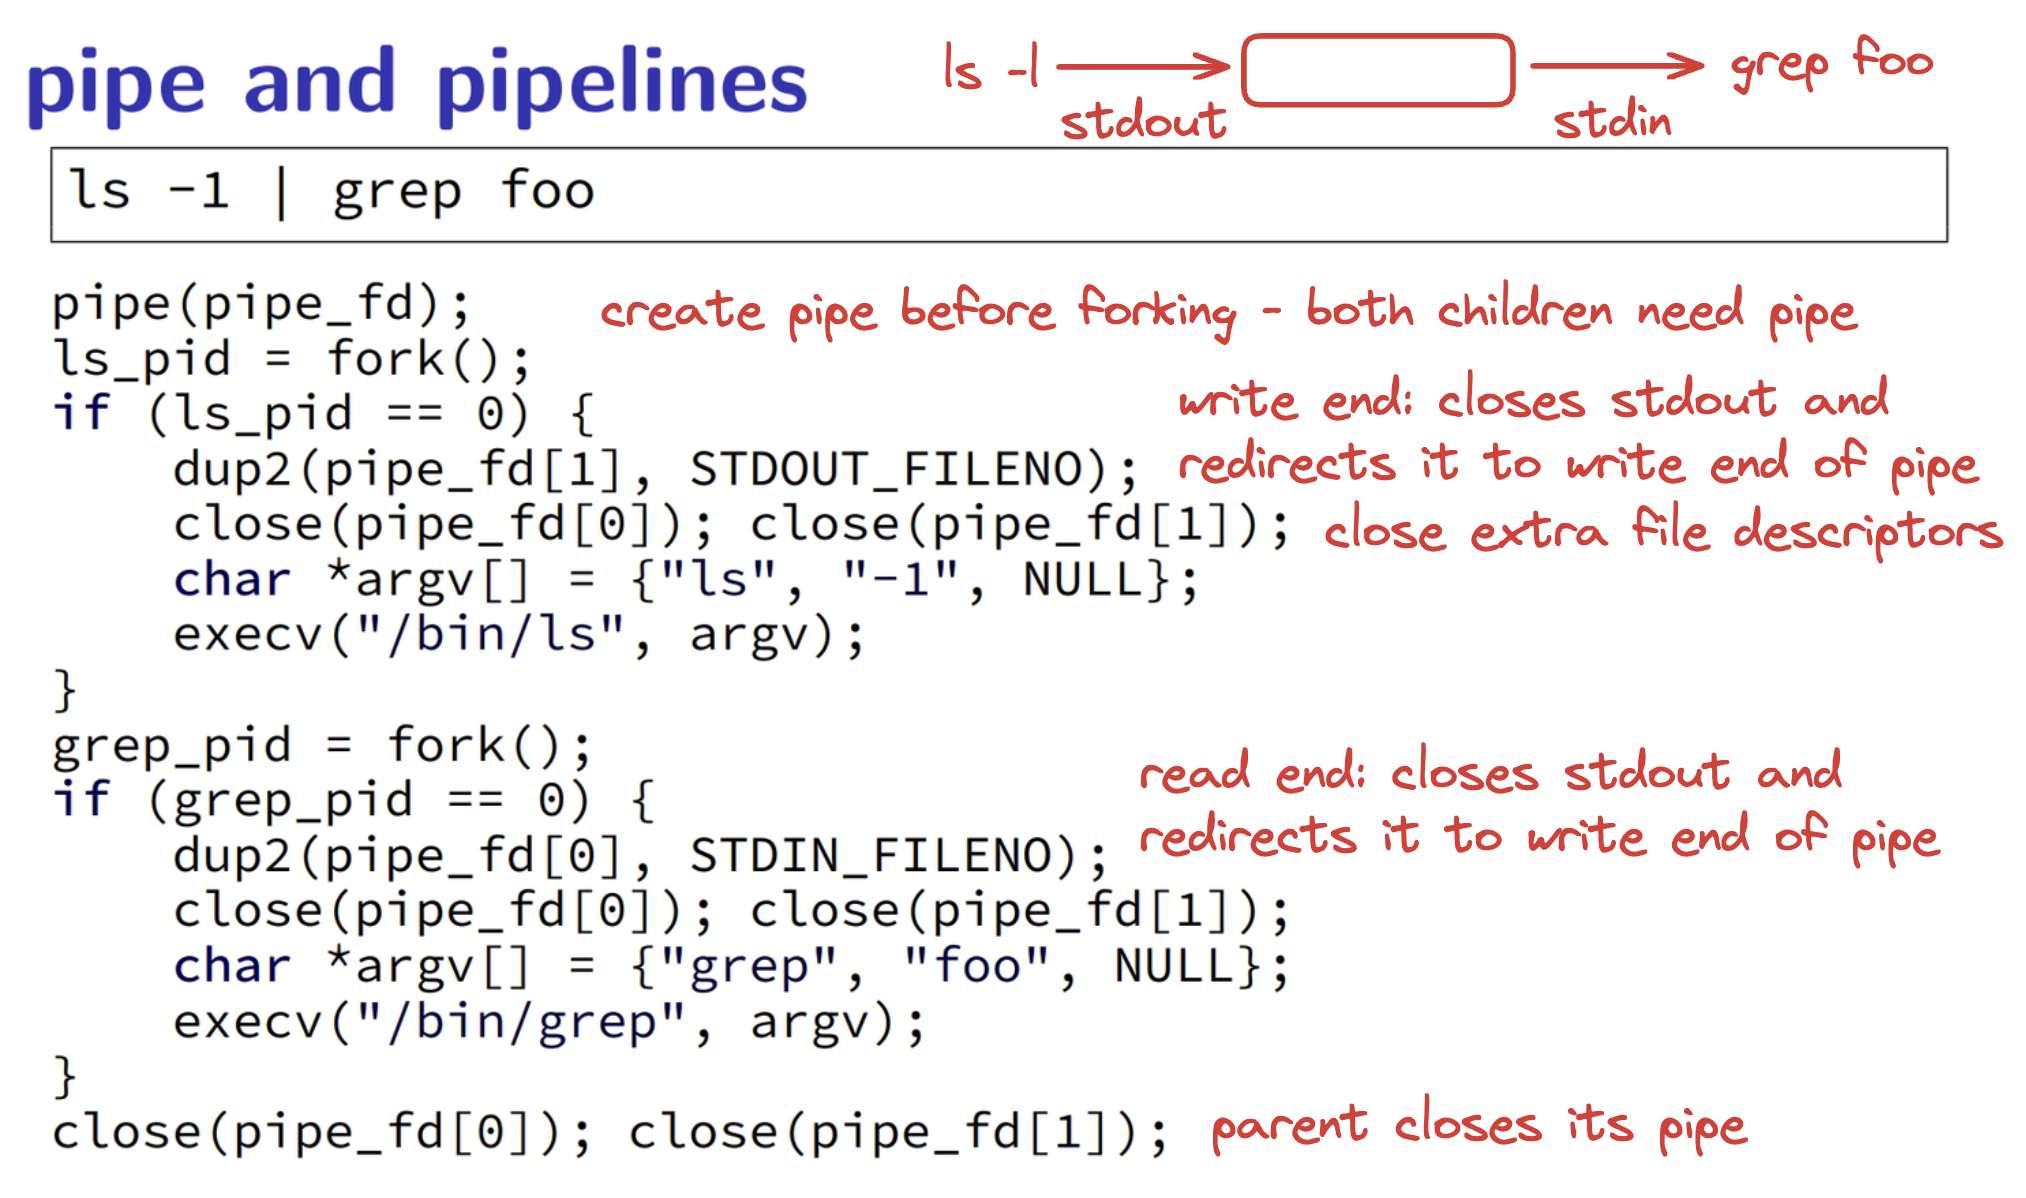 pipe and pipelines
ls -l
stdout
stdin
grep foo
ls -1 | grep foo
pipe(pipe_fd);
create pipe before forking - both children need pipe
ls_pid = fork();
if (ls_pid == 0) {
write end: closes stdout and
dup2(pipe_fd[1], STDOUT_FILENO);
redirects it to write end of pipe
close(pipe_fd[0]); close(pipe_fd[1]);
close extra file descriptors
char *argv[] = {"ls", "-1", NULL};
execv("/bin/ls", argv);
}
grep_pid = fork();
if (grep_pid == 0) {
read end: closes stdout and
redirects it to write end of pipe
dup2(pipe_fd[0], STDIN_FILENO);
close(pipe_fd[0]); close(pipe_fd[1]);
char *argv[] = {"grep", "foo", NULL};
execv("/bin/grep", argv);
}
close(pipe_fd[0]); close(pipe_fd[1]);
parent closes its pipe